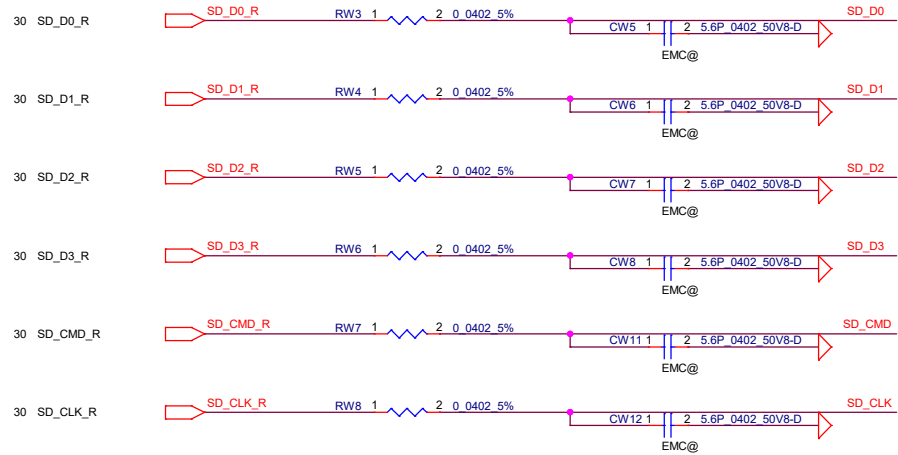 30 SD_D0_R SD_D0_R RW3 1 2 0_0402_5% SD_D0
CW5 1 2 5.6P_0402_50V8-D
EMC@
30 SD_D1_R SD_D1_R RW4 1 2 0_0402_5% SD_D1
CW6 1 2 5.6P_0402_50V8-D
EMC@
30 SD_D2_R SD_D2_R RW5 1 2 0_0402_5% SD_D2
CW7 1 2 5.6P_0402_50V8-D
EMC@
30 SD_D3_R SD_D3_R RW6 1 2 0_0402_5% SD_D3
CW8 1 2 5.6P_0402_50V8-D
EMC@
30 SD_CMD_R SD_CMD_R RW7 1 2 0_0402_5% SD_CMD
CW11 1 2 5.6P_0402_50V8-D
EMC@
30 SD_CLK_R SD_CLK_R RW8 1 2 0_0402_5% SD_CLK
CW12 1 2 5.6P_0402_50V8-D
EMC@